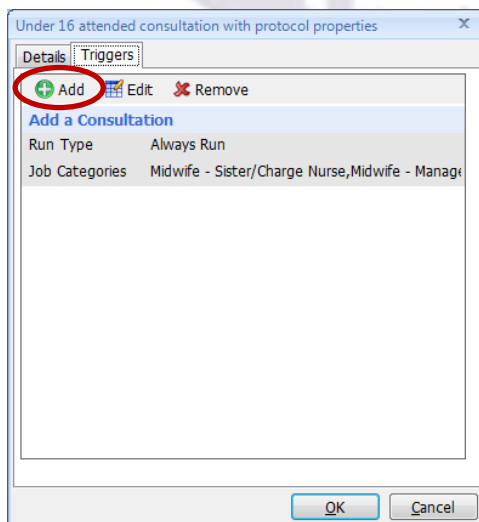 Under 16 attended consultation with protocol properties x
Details Triggers
Add Edit Remove
Add a Consultation
Run Type Always Run
Job Categories Midwife - Sister/Charge Nurse,Midwife - Manage
OK Cancel